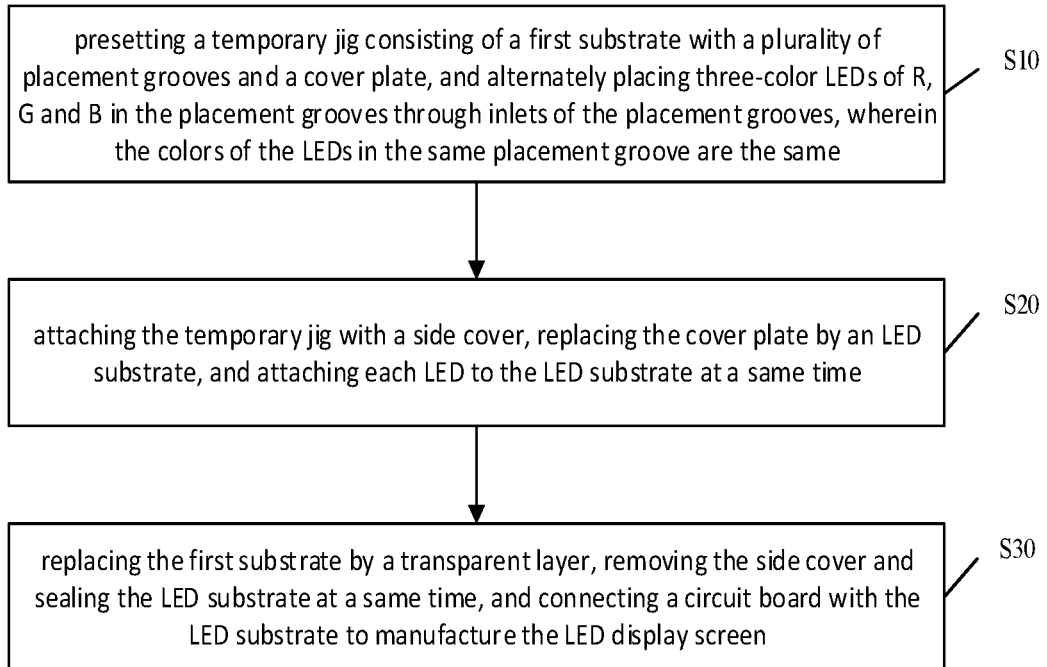 presetting a temporary jig consisting of a first substrate with a plurality of
placement grooves and a cover plate, and alternately placing three-color LEDs of R,
G and B in the placement grooves through inlets of the placement grooves, wherein
the colors of the LEDs in the same placement groove are the same
S10
attaching the temporary jig with a side cover, replacing the cover plate by an LED
substrate, and attaching each LED to the LED substrate at a same time
S20
replacing the first substrate by a transparent layer, removing the side cover and
sealing the LED substrate at a same time, and connecting a circuit board with the
LED substrate to manufacture the LED display screen
S30